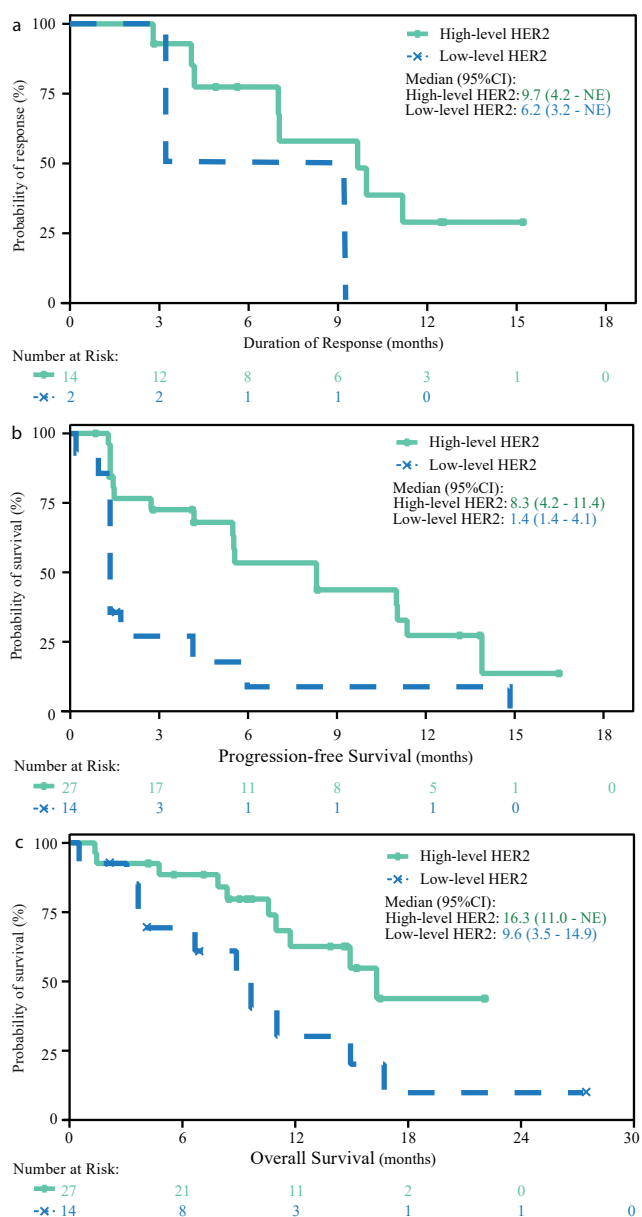 a
High-level HER2
Low-level HER2
Median (95%CI):
High-level HER2: 9.7 (4.2 - NE)
Low-level HER2: 6.2 (3.2 - NE)
Probability of response (%)
100
75
50
25
0
0 3 6 9 12 15 18
Duration of Response (months)
Number at Risk:
14 12 8 6 3 1 0
2 2 1 1 0
b
High-level HER2
Low-level HER2
Median (95%CI):
High-level HER2: 8.3 (4.2 - 11.4)
Low-level HER2: 1.4 (1.4 - 4.1)
Probability of survival (%)
100
75
50
25
0
0 3 6 9 12 15 18
Progression-free Survival (months)
Number at Risk:
27 17 11 8 5 1 0
14 3 1 1 1 0
c
High-level HER2
Low-level HER2
Median (95%CI):
High-level HER2: 16.3 (11.0 - NE)
Low-level HER2: 9.6 (3.5 - 14.9)
Probability of survival (%)
100
75
50
25
0
0 6 12 18 24 30
Overall Survival (months)
Number at Risk:
27 21 11 2 0
14 8 3 1 1 0